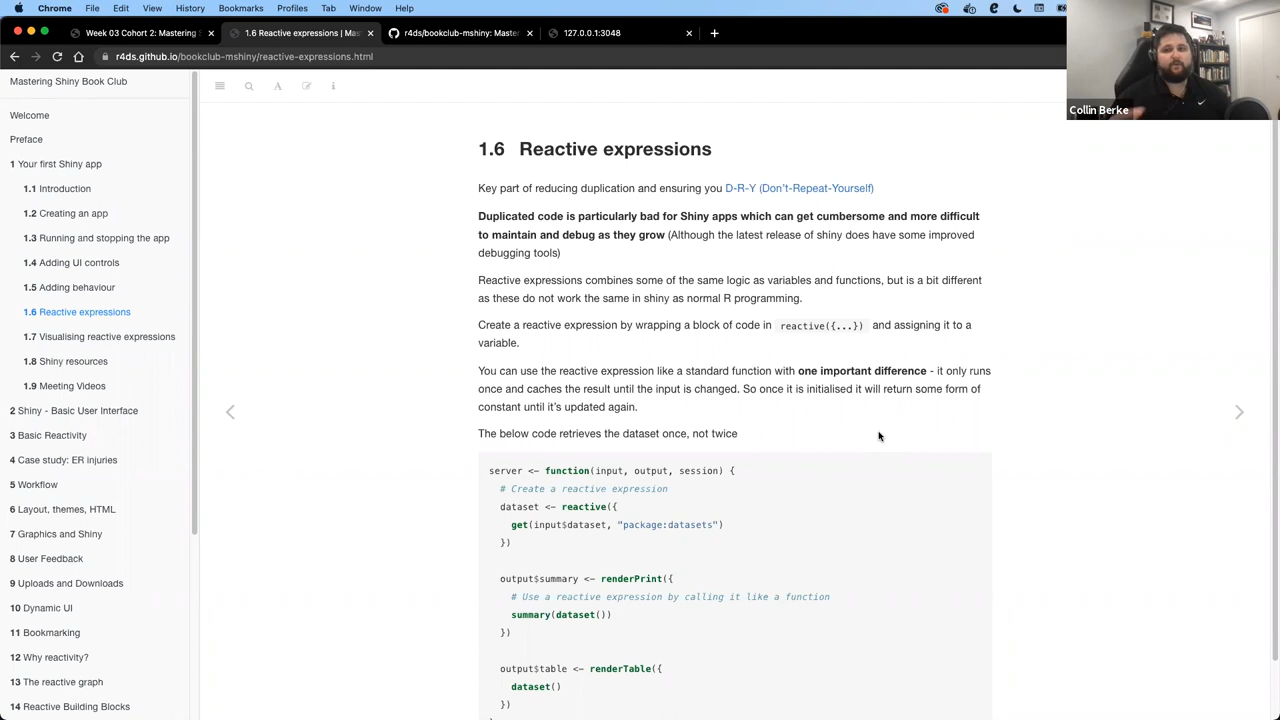 Chrome File Edit View History Bookmarks Profiles Tab Window Help
Week 03 Cohort 2: Mastering S
1.6 Reactive expressions | Mas
r4ds/bookclub-mshiny: Master
127.0.0.1:3048
r4ds.github.io/bookclub-mshiny/reactive-expressions.html
Collin Berke
Mastering Shiny Book Club
Welcome
Preface
1 Your first Shiny app
1.1 Introduction
1.2 Creating an app
1.3 Running and stopping the app
1.4 Adding UI controls
1.5 Adding behaviour
1.6 Reactive expressions
1.7 Visualising reactive expressions
1.8 Shiny resources
1.9 Meeting Videos
2 Shiny - Basic User Interface
3 Basic Reactivity
4 Case study: ER injuries
5 Workflow
6 Layout, themes, HTML
7 Graphics and Shiny
8 User Feedback
9 Uploads and Downloads
10 Dynamic UI
11 Bookmarking
12 Why reactivity?
13 The reactive graph
14 Reactive Building Blocks
1.6 Reactive expressions
Key part of reducing duplication and ensuring you D-R-Y (Don't-Repeat-Yourself)
Duplicated code is particularly bad for Shiny apps which can get cumbersome and more difficult
to maintain and debug as they grow (Although the latest release of shiny does have some improved
debugging tools)
Reactive expressions combines some of the same logic as variables and functions, but is a bit different
as these do not work the same in shiny as normal R programming.
Create a reactive expression by wrapping a block of code in reactive({...}) and assigning it to a
variable.
You can use the reactive expression like a standard function with one important difference - it only runs
once and caches the result until the input is changed. So once it is initialised it will return some form of
constant until it's updated again.
The below code retrieves the dataset once, not twice
server <- function(input, output, session) {
# Create a reactive expression
dataset <- reactive({
get(input$dataset, "package:datasets")
})
output$summary <- renderPrint({
# Use a reactive expression by calling it like a function
summary(dataset())
})
output$table <- renderTable({
dataset()
})